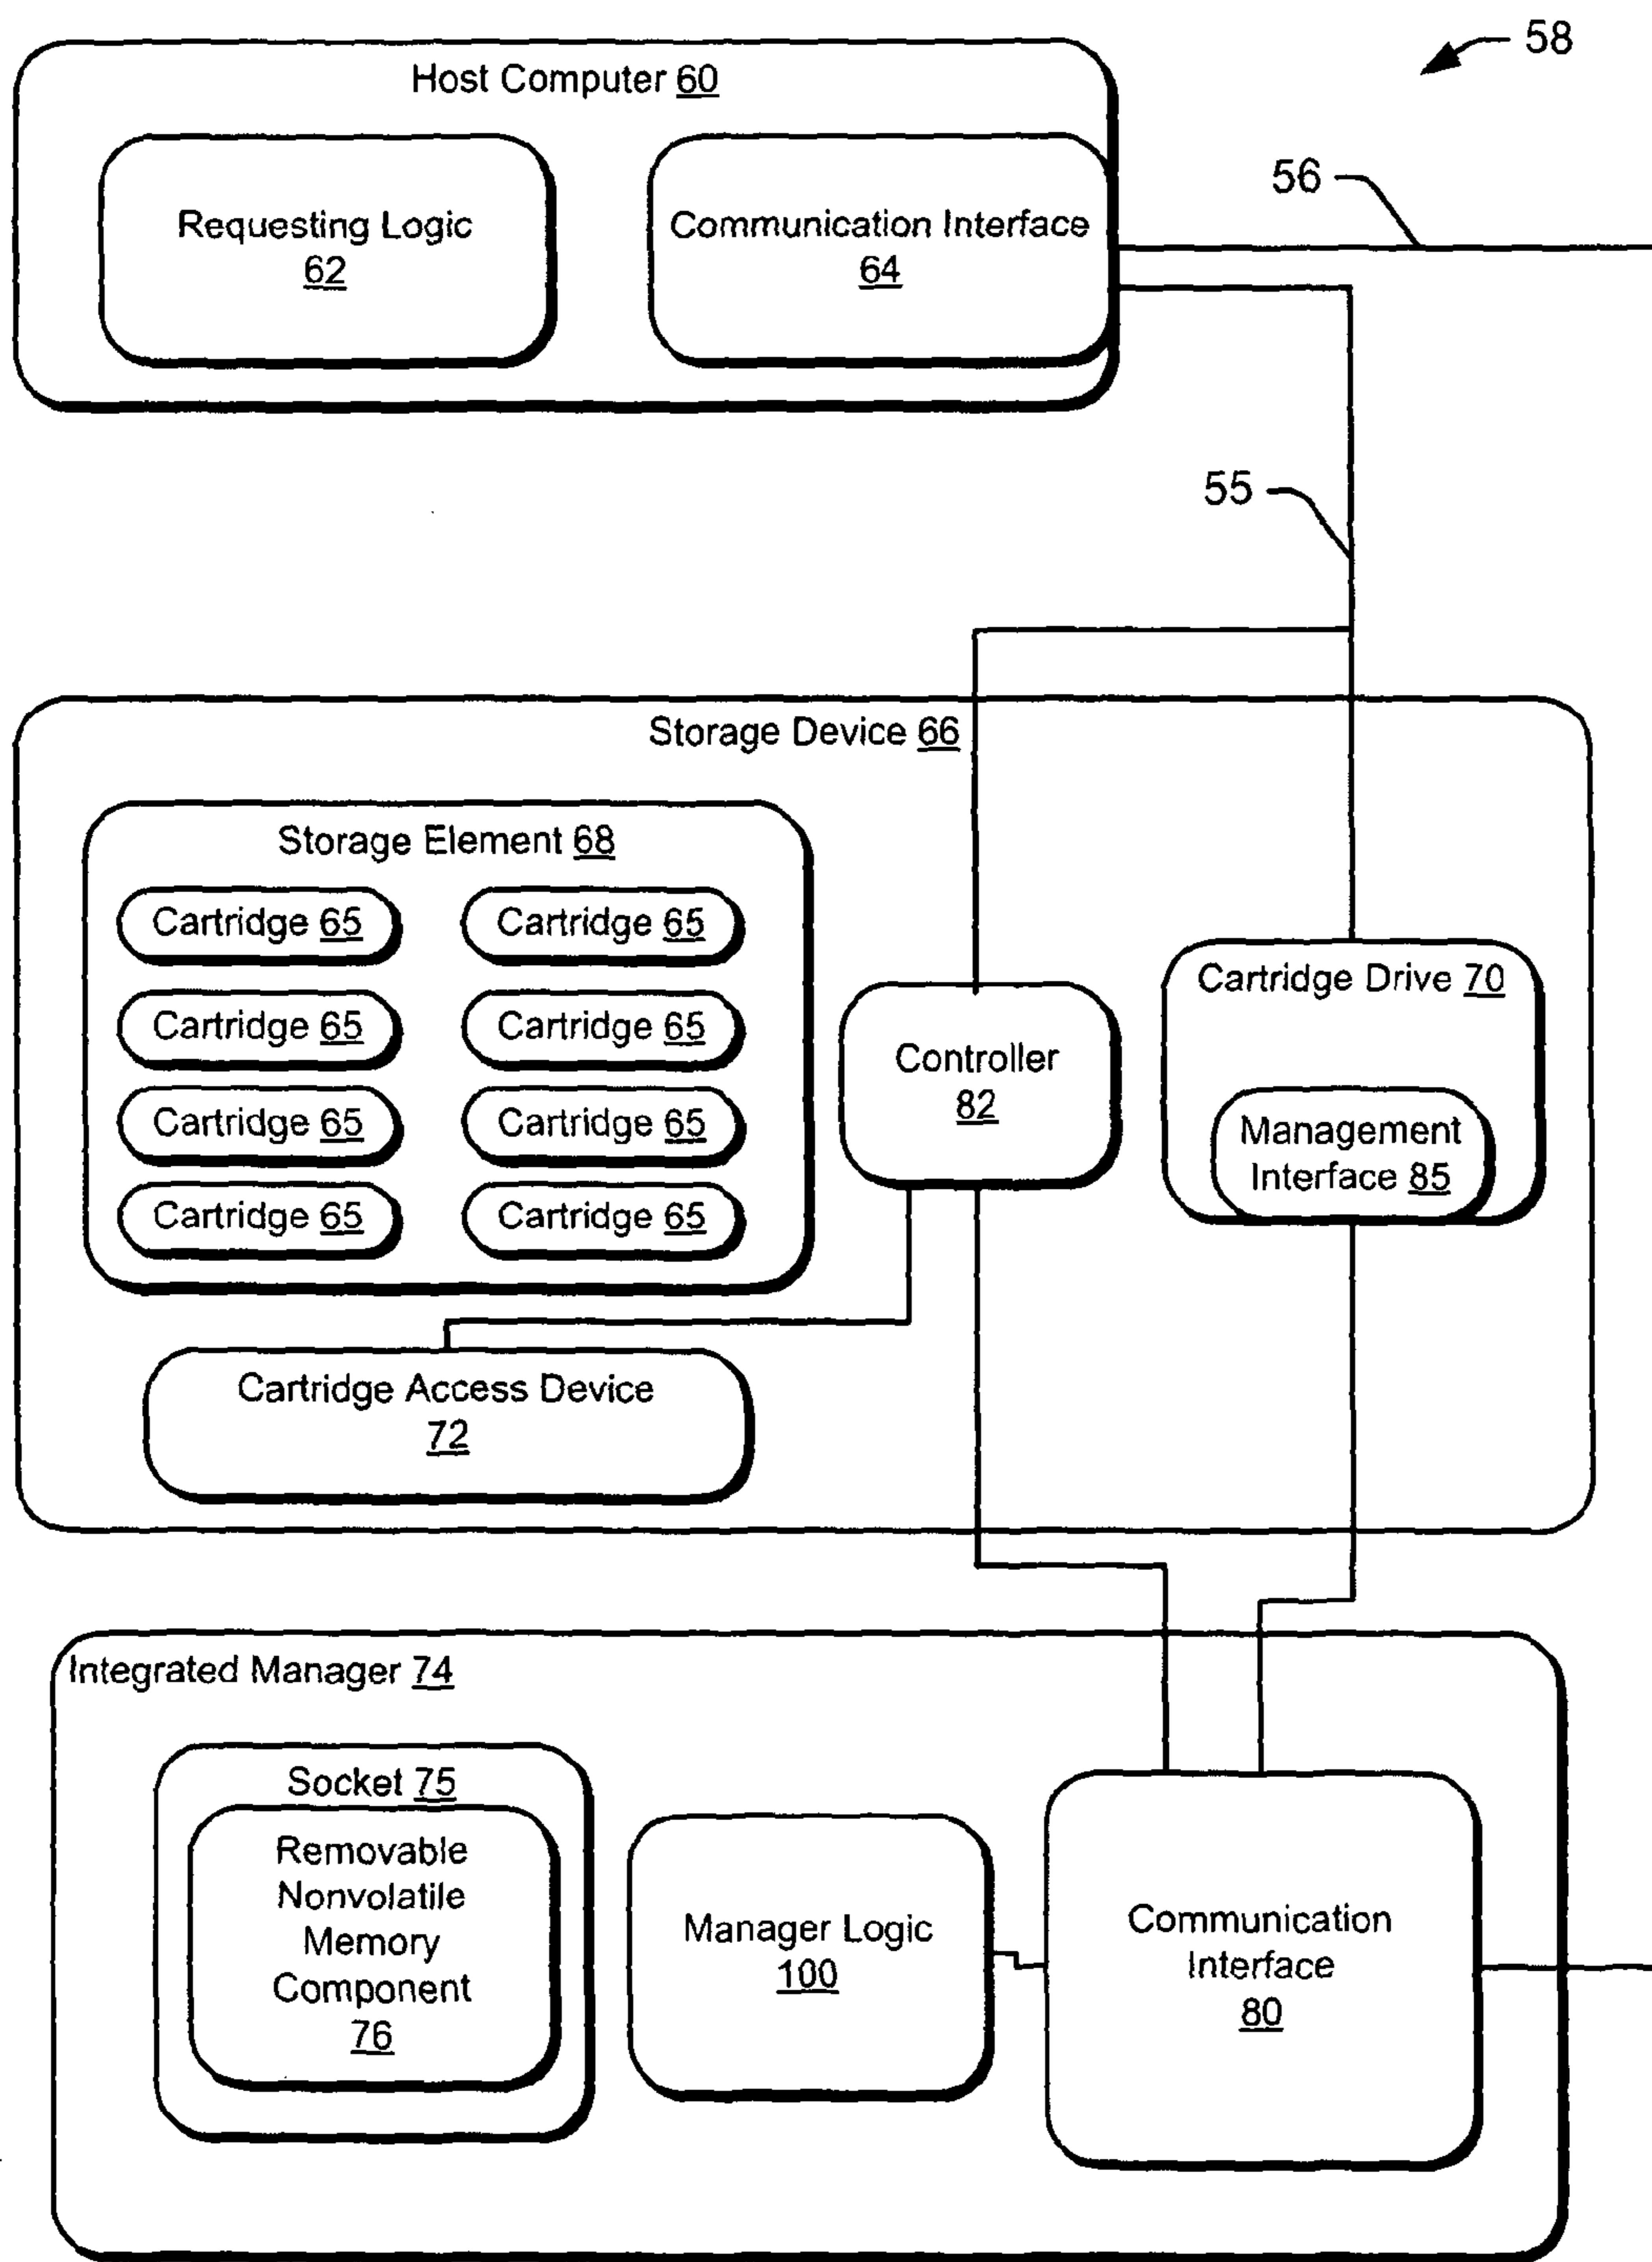 58
Host Computer 60
56
Requesting Logic
62
Communication Interface
64
55
Storage Device 66
Storage Element 68
Cartridge 65
Cartridge 65
Cartridge 65
Cartridge 65
Cartridge 65
Cartridge 65
Cartridge 65
Cartridge 65
Controller
82
Cartridge Drive 70
Management
Interface 85
Cartridge Access Device
72
Integrated Manager 74
Socket 75
Removable
Nonvolatile
Memory
Component
76
Manager Logic
100
Communication
Interface
80